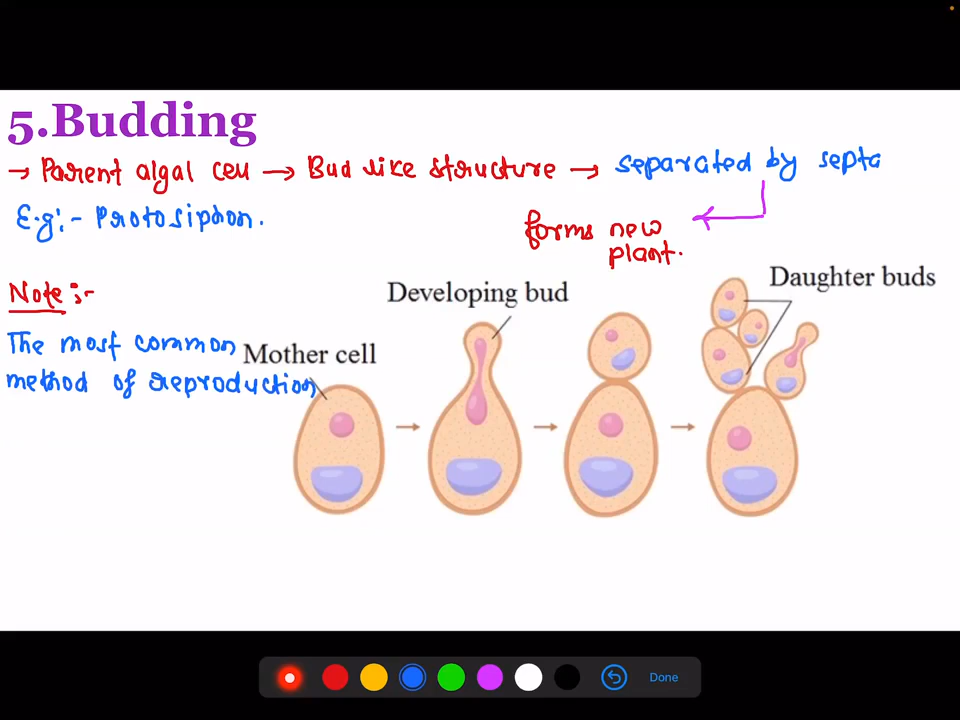 5.Budding
→ Parent algal cell → Bud like structure → separated by septa
E.g:- Protosiphon.
forms new
plant.
Note:-
The most common
method of reproduction
Mother cell
Developing bud
Daughter buds
Done